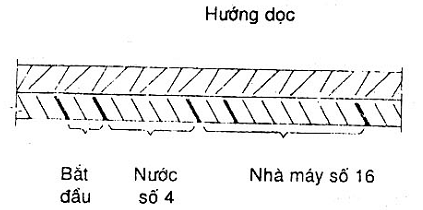 Hướng dọc
Bắt Nước Nhà máy số 16
đầu số 4